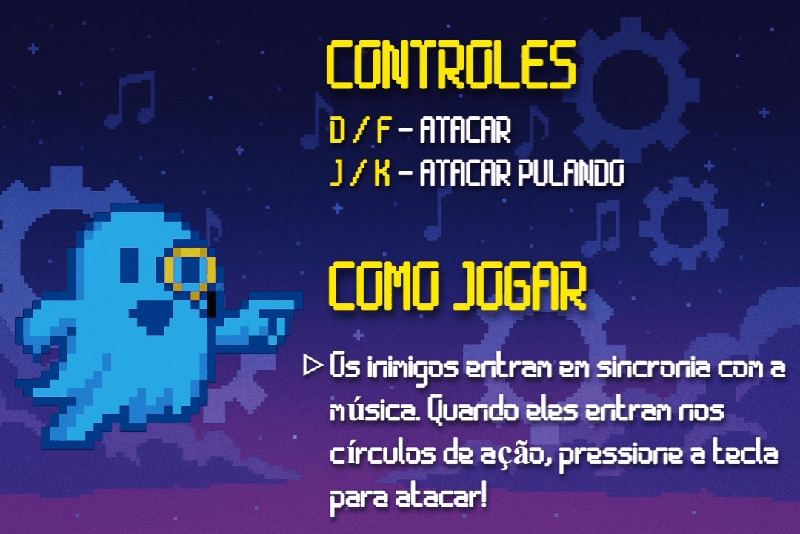 CONTROLES
D / F - ATACAR
J / K - ATACAR PULANDO
COMO JOGAR
▷ Os inimigos entram em sincronia com a
música. Quando eles entram nos
círculos de ação, pressione a tecla
para atacar!